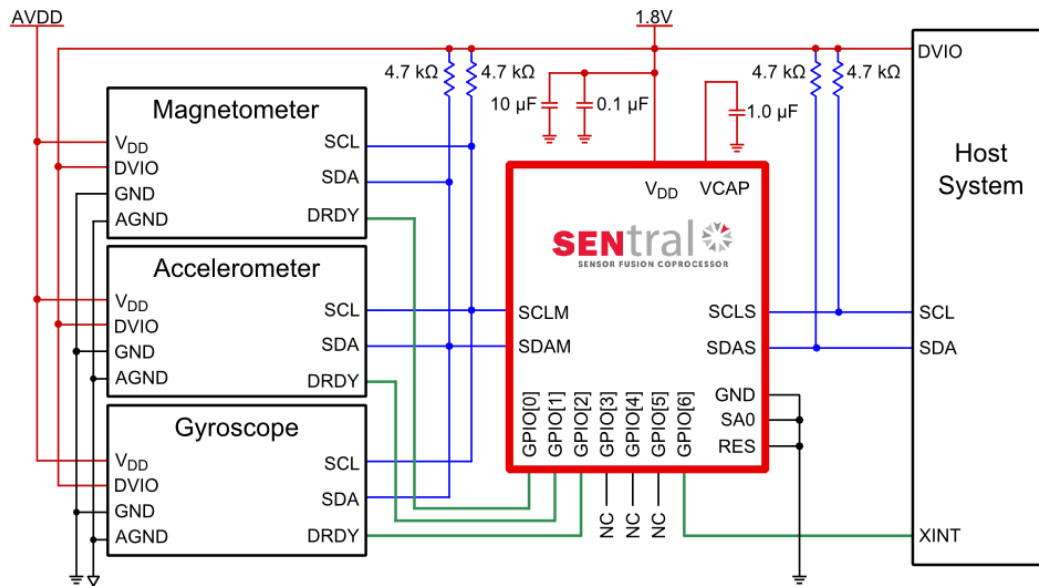 AVDD
1.8V
4.7 kΩ
4.7 kΩ
10 µF
0.1 µF
1.0 µF
4.7 kΩ
4.7 kΩ
DVIO
Host
System
SCL
SDA
XINT
Magnetometer
VDD
DVIO
GND
AGND
SCL
SDA
DRDY
Accelerometer
VDD
DVIO
GND
AGND
SCL
SDA
DRDY
Gyroscope
VDD
DVIO
GND
AGND
SCL
SDA
DRDY
VDD
VCAP
SENtral
SENSOR FUSION COPROCESSOR
SCLM
SDAM
SCLS
SDAS
GND
SA0
RES
GPIO[0]
GPIO[1]
GPIO[2]
GPIO[3]
GPIO[4]
GPIO[5]
GPIO[6]
NC
NC
NC